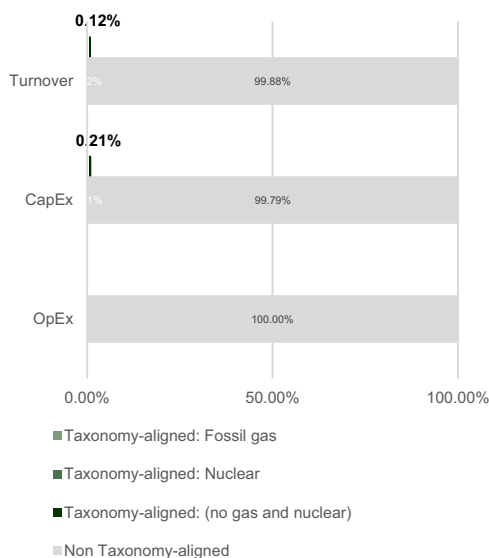 0.12%
Turnover
2%
99.88%
0.21%
CapEx
1%
99.79%
OpEx
100.00%
0.00%
50.00%
100.00%
Taxonomy-aligned: Fossil gas
Taxonomy-aligned: Nuclear
Taxonomy-aligned: (no gas and nuclear)
Non Taxonomy-aligned